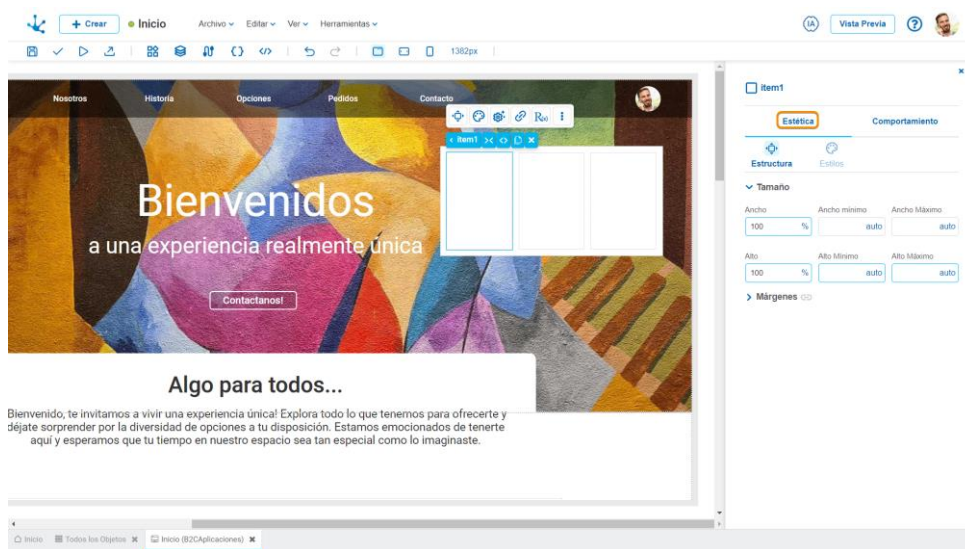 + Crear
Inicio
Archivo
Editar
Ver
Herramientas
(IA)
Vista Previa
?
1382px
Nosotros
Historia
Opciones
Pedidos
Contacto
Item1
Bienvenidos
a una experiencia realmente única
Contactanos!
Algo para todos...
Bienvenido, te invitamos a vivir una experiencia única! Explora todo lo que tenemos para ofrecerte y
déjate sorprender por la diversidad de opciones a tu disposición. Estamos emocionados de tenerte
aquí y esperamos que tu tiempo en nuestro espacio sea tan especial como lo imaginaste.
item1
Estética
Comportamiento
Estructura
Estilos
Tamaño
Ancho
Ancho mínimo
Ancho Máximo
100 %
auto
auto
Alto
Alto Mínimo
Alto Máximo
100 %
auto
auto
Márgenes
Inicio
Todos los Objetos
Inicio (B2CAplicaciones)